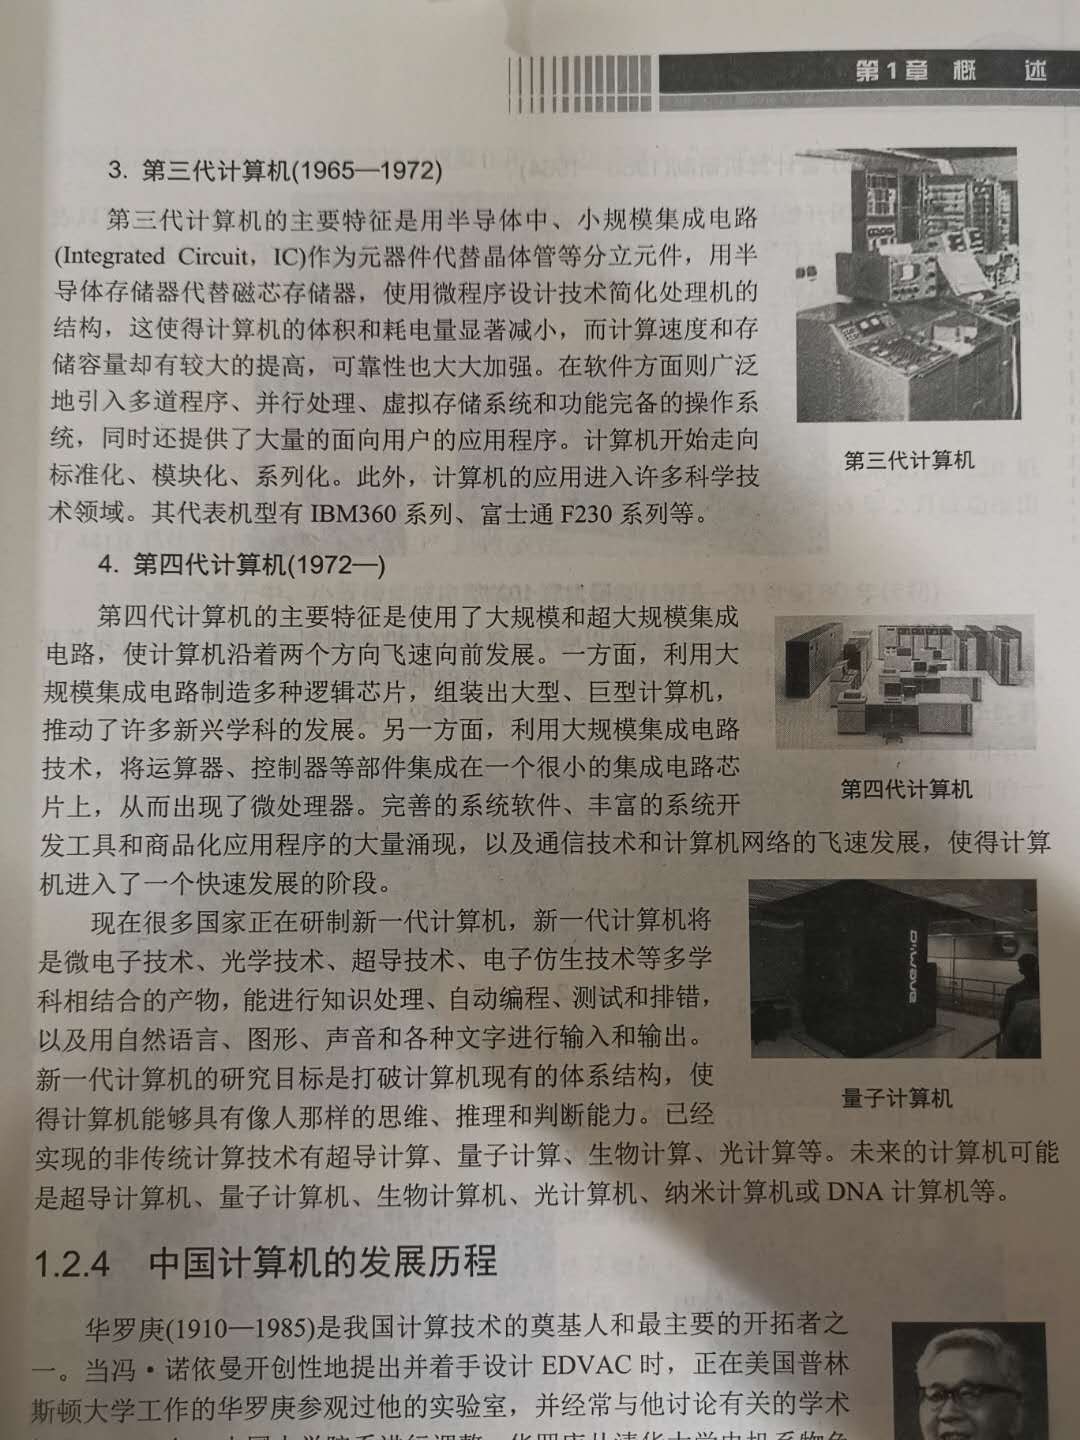 第1章 概 述
3. 第三代计算机(1965—1972)
第三代计算机的主要特征是用半导体中、小规模集成电路
(Integrated Circuit，IC)作为元器件代替晶体管等分立元件，用半
导体存储器代替磁芯存储器，使用微程序设计技术简化处理机的
结构，这使得计算机的体积和耗电量显著减小，而计算速度和存
储容量却有较大的提高，可靠性也大大加强。在软件方面则广泛
地引入多道程序、并行处理、虚拟存储系统和功能完备的操作系
统，同时还提供了大量的面向用户的应用程序。计算机开始走向
标准化、模块化、系列化。此外，计算机的应用进入许多科学技
术领域。其代表机型有 IBM360 系列、富士通 F230 系列等。
第三代计算机
4. 第四代计算机(1972—)
第四代计算机的主要特征是使用了大规模和超大规模集成
电路，使计算机沿着两个方向飞速向前发展。一方面，利用大
规模集成电路制造多种逻辑芯片，组装出大型、巨型计算机，
推动了许多新兴学科的发展。另一方面，利用大规模集成电路
技术，将运算器、控制器等部件集成在一个很小的集成电路芯
片上，从而出现了微处理器。完善的系统软件、丰富的系统开
发工具和商品化应用程序的大量涌现，以及通信技术和计算机网络的飞速发展，使得计算
机进入了一个快速发展的阶段。
第四代计算机
现在很多国家正在研制新一代计算机，新一代计算机将
是微电子技术、光学技术、超导技术、电子仿生技术等多学
科相结合的产物，能进行知识处理、自动编程、测试和排错，
以及用自然语言、图形、声音和各种文字进行输入和输出。
新一代计算机的研究目标是打破计算机现有的体系结构，使
得计算机能够具有像人那样的思维、推理和判断能力。已经
实现的非传统计算技术有超导计算、量子计算、生物计算、光计算等。未来的计算机可能
是超导计算机、量子计算机、生物计算机、光计算机、纳米计算机或 DNA 计算机等。
D:wave
量子计算机
1.2.4 中国计算机的发展历程
华罗庚(1910—1985)是我国计算技术的奠基人和最主要的开拓者之
一。当冯·诺依曼开创性地提出并着手设计 EDVAC 时，正在美国普林
斯顿大学工作的华罗庚参观过他的实验室，并经常与他讨论有关的学术